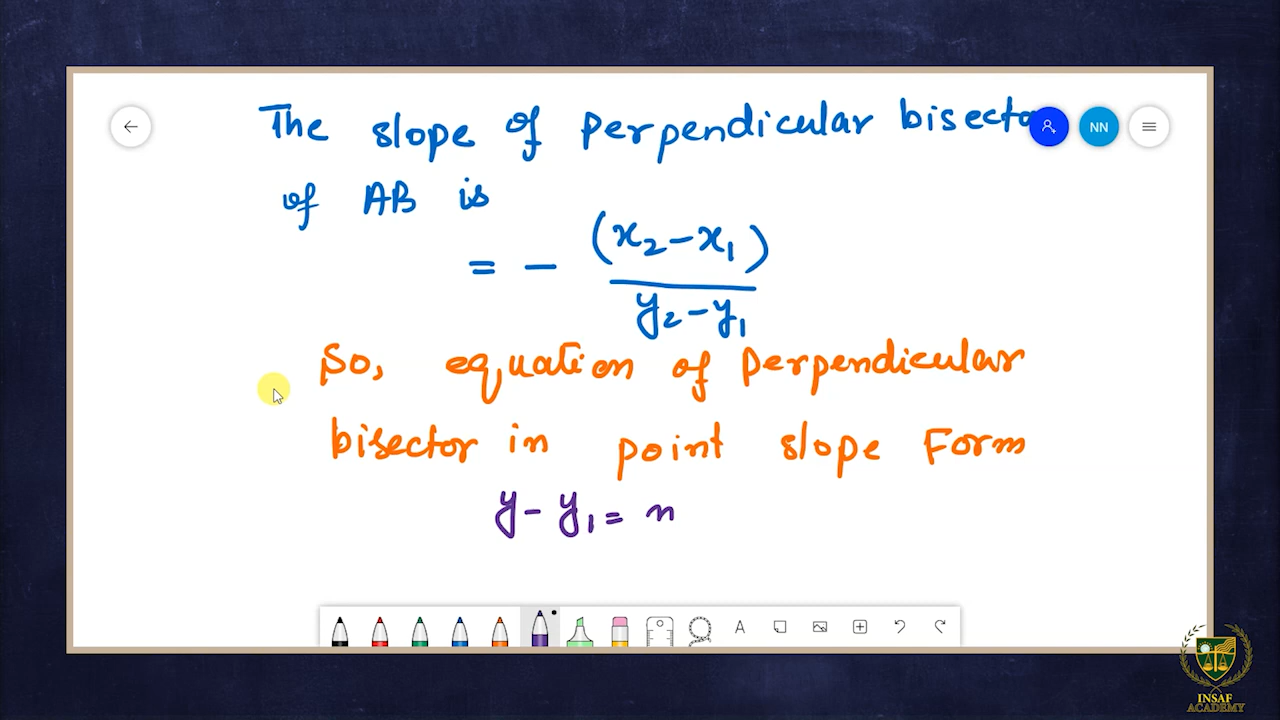 The slope of perpendicular bisecto
NN
of AB is
= - (x₂-x₁)
y₂-y₁
So, equation of Perpendicular
bisector in point slope Form
y - y₁ = n
A
INSAF
ACADEMY